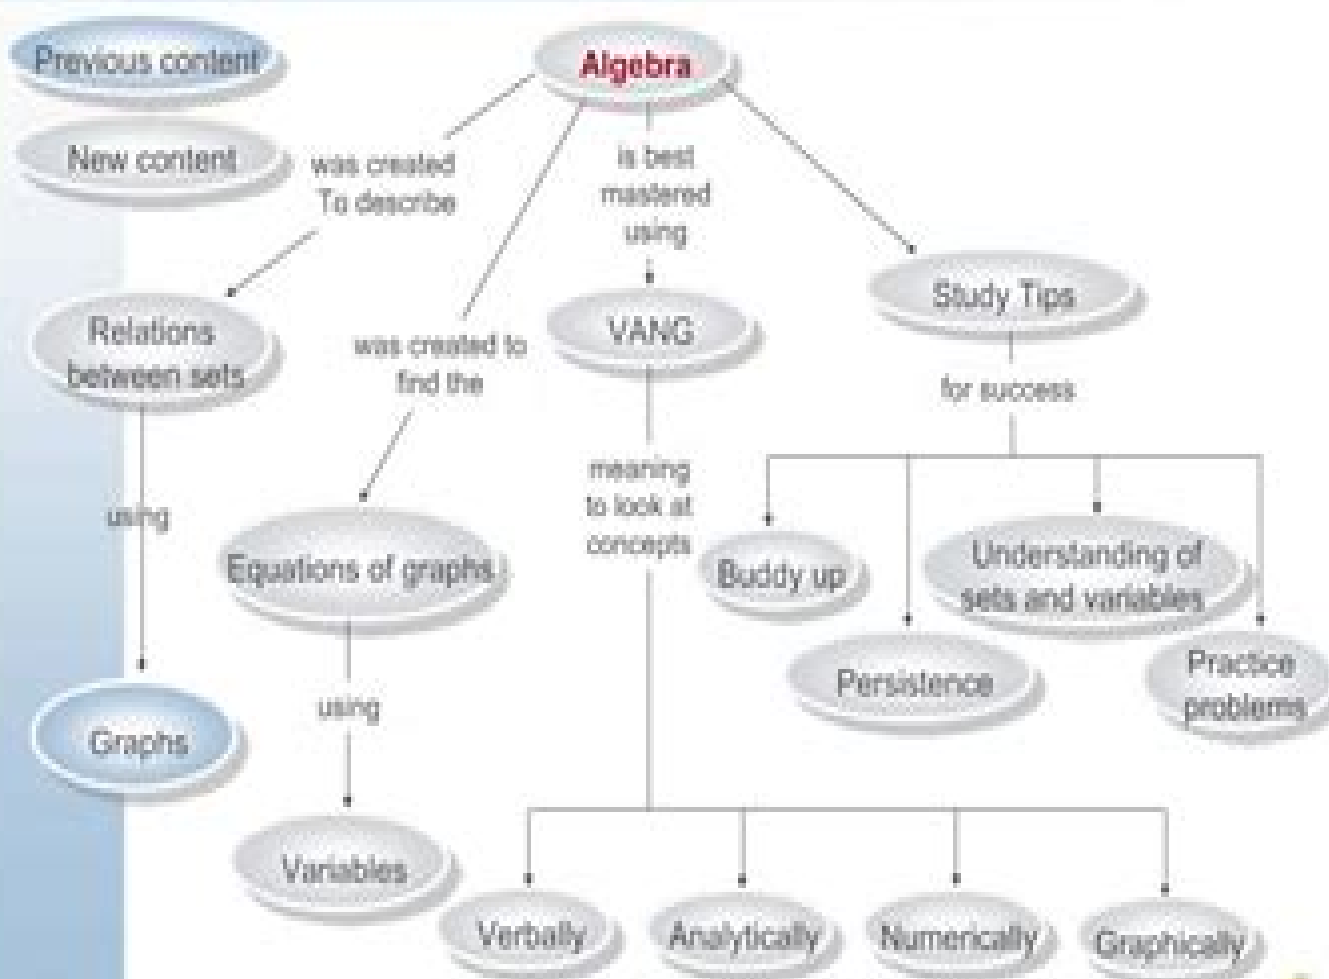 Previous content
New content
Algebra
was created
To describe
is best
mastered
using
Study Tips
Relations
between sets
was created to
find the
VANG
for success
using
meaning
to look at
concepts
Equations of graphs
Buddy up
Understanding of
sets and variables
Persistence
Practice
problems
Graphs
using
Variables
Verbally
Analytically
Numerically
Graphically